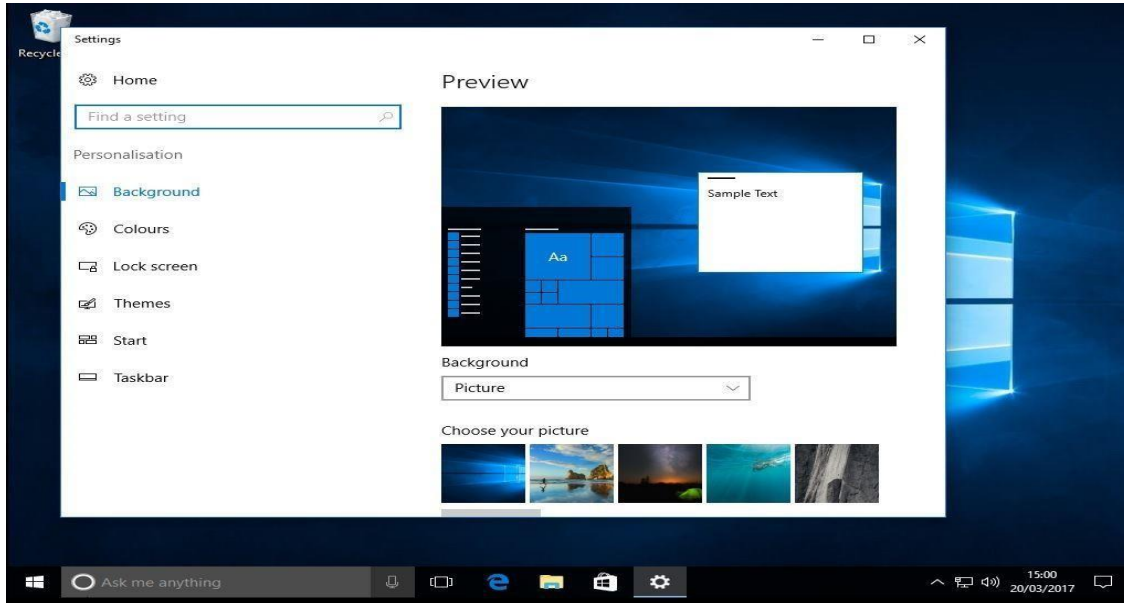 Recycle
Settings
Home
Find a setting
Personalisation
Background
Colours
Lock screen
Themes
Start
Taskbar
Preview
Sample Text
Aa
Background
Picture
Choose your picture
Ask me anything
15:00
20/03/2017